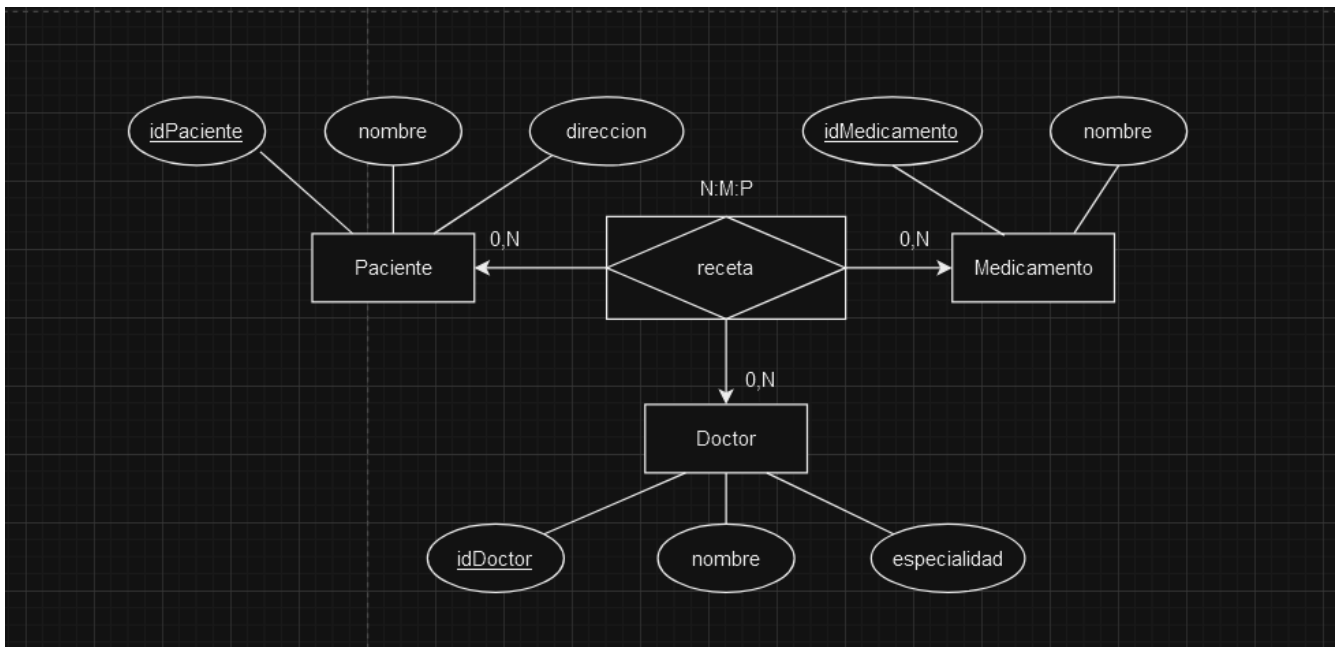 idPaciente
nombre
direccion
idMedicamento
nombre
N:M:P
0,N
0,N
Paciente
receta
Medicamento
0,N
Doctor
idDoctor
nombre
especialidad